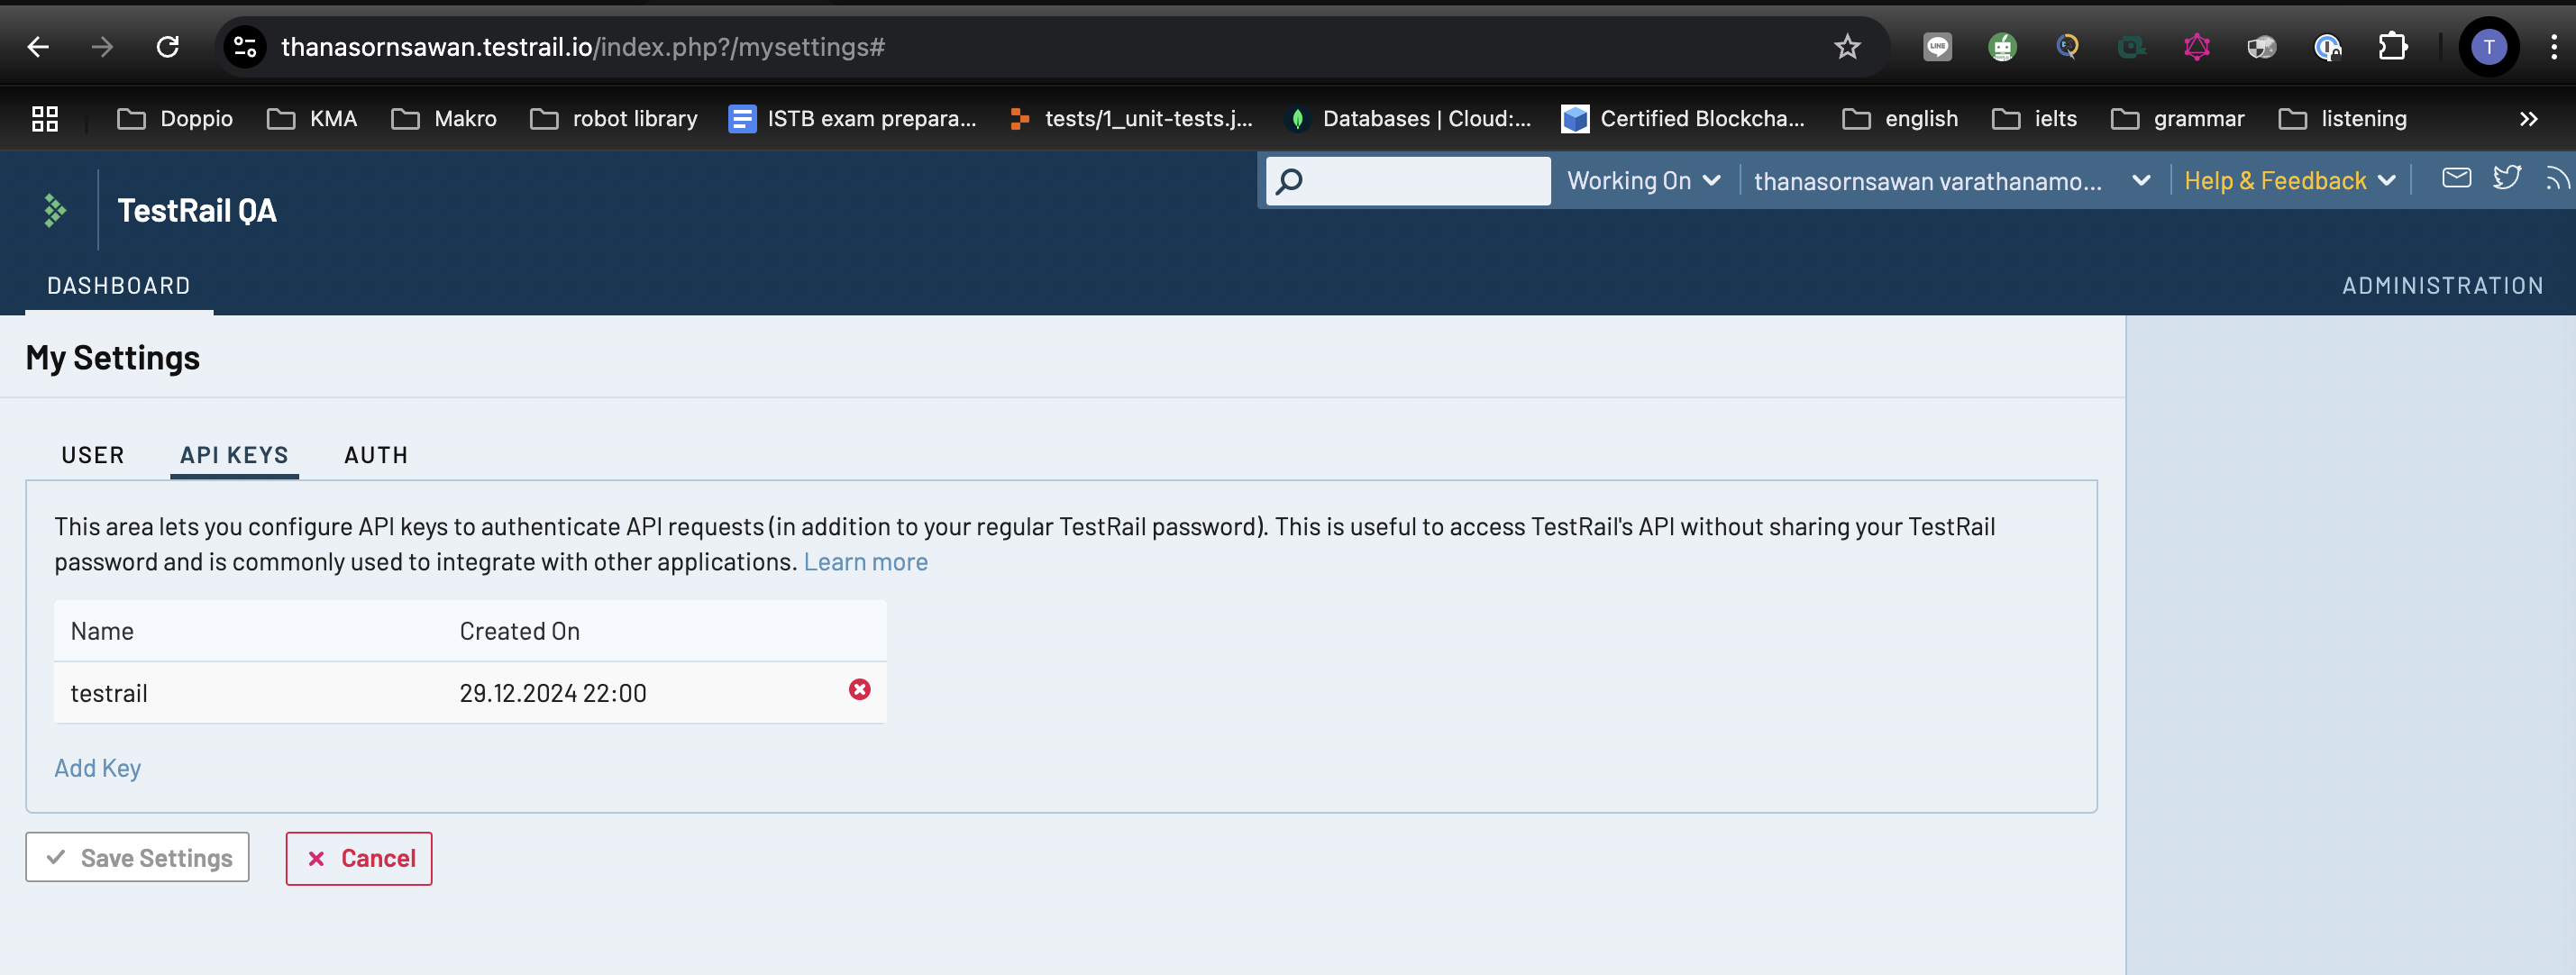 thanasornsawan.testrail.io/index.php?/mysettings#
LINE
T
Doppio
KMA
Makro
robot library
ISTB exam prepara...
tests/1_unit-tests.j...
Databases | Cloud:...
Certified Blockcha...
english
ielts
grammar
listening
TestRail QA
Working On
thanasornsawan varathanamo...
Help & Feedback
DASHBOARD
ADMINISTRATION
My Settings
USER
API KEYS
AUTH
This area lets you configure API keys to authenticate API requests (in addition to your regular TestRail password). This is useful to access TestRail's API without sharing your TestRail
password and is commonly used to integrate with other applications. Learn more
Name
Created On
testrail
29.12.2024 22:00
Add Key
Save Settings
Cancel